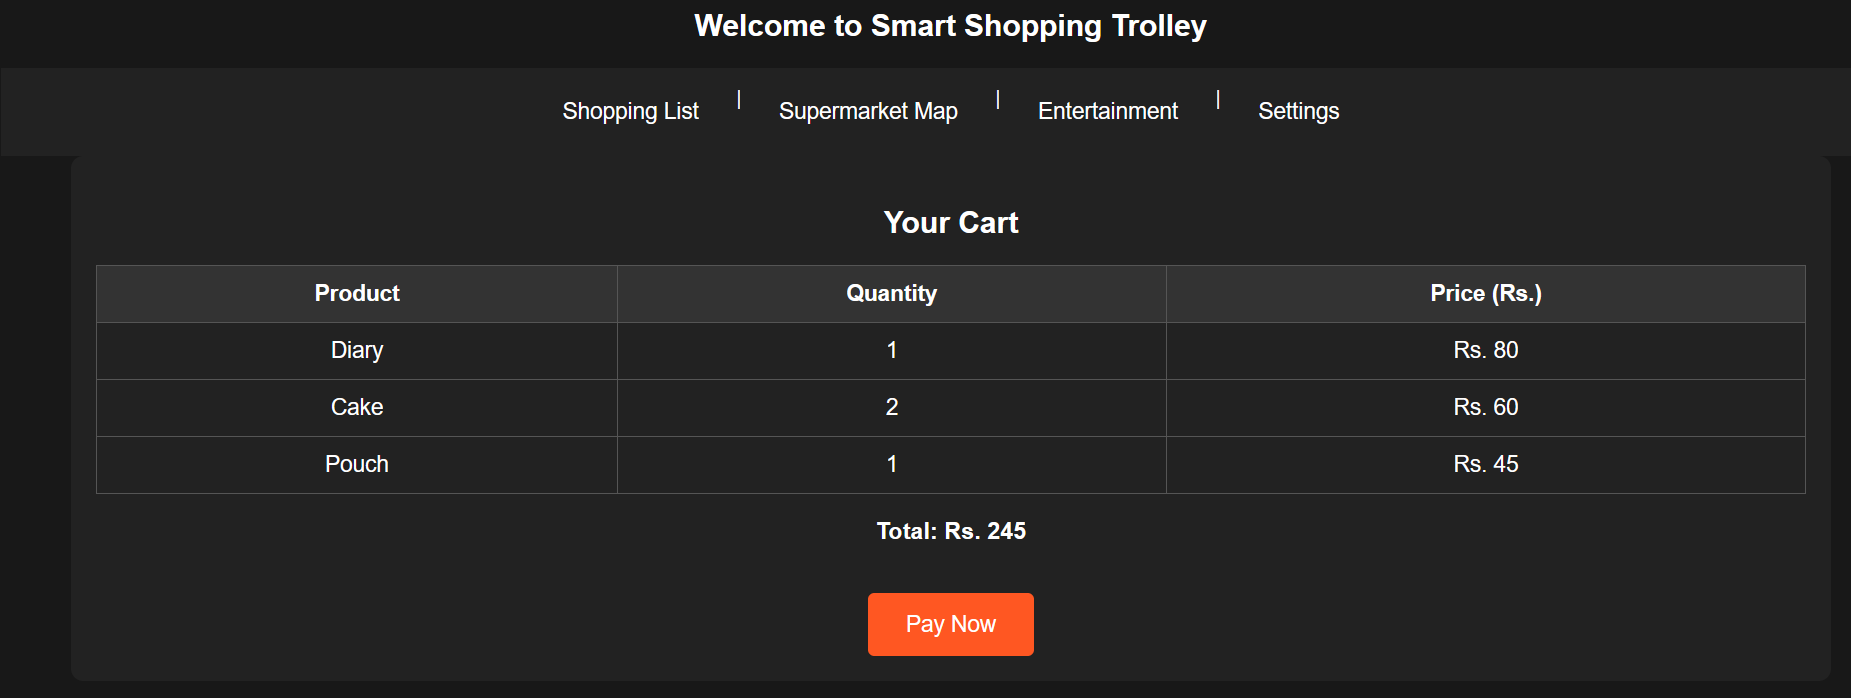 Welcome to Smart Shopping Trolley
Shopping List | Supermarket Map | Entertainment | Settings
Your Cart
Product Quantity Price (Rs.)
Diary 1 Rs. 80
Cake 2 Rs. 60
Pouch 1 Rs. 45
Total: Rs. 245
Pay Now